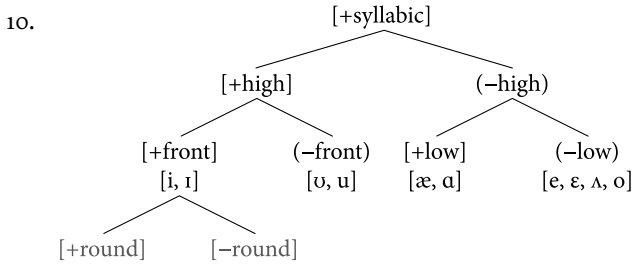 10.
[+syllabic]
[+high] (−high)
[+front] (−front) [+low] (−low)
[i, ɪ] [ʊ, u] [æ, ɑ] [e, ɛ, ʌ, o]
[+round] [−round]